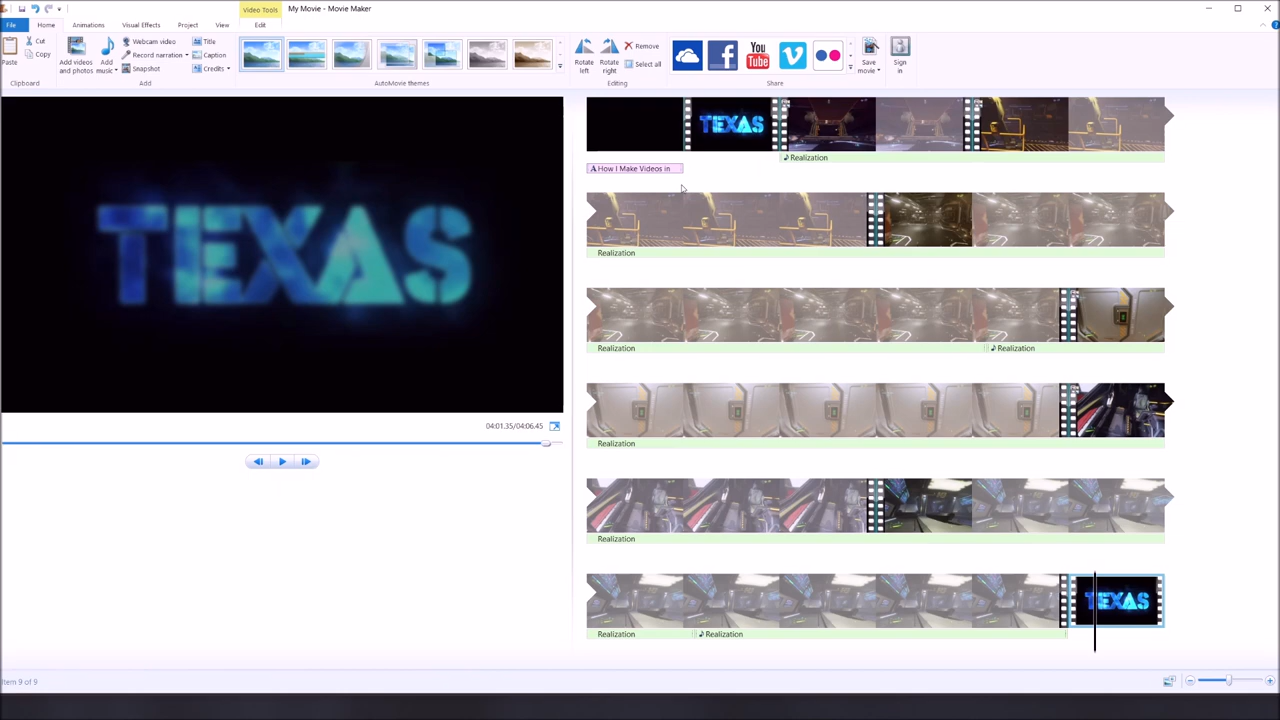 Video Tools
My Movie - Movie Maker
File Home Animations Visual Effects Project View Edit
Paste
Cut
Copy
Clipboard
Add videos and photos
Add music
Webcam video
Record narration
Snapshot
Title
Caption
Credits
Add
AutoMovie themes
Rotate left
Rotate right
Remove
Select all
Editing
You Tube
Share
Save movie
Sign in
TEXAS
04:01.35/04:06.45
TEXAS
Realization
A How I Make Videos in
Realization
Realization
Realization
Realization
Realization
TEXAS
Realization
Realization
Item 9 of 9